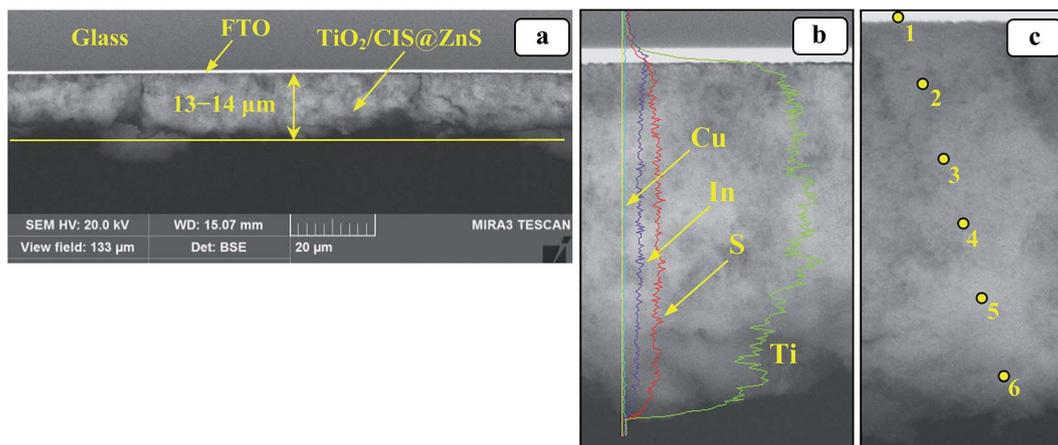 Glass
FTO
TiO₂/CIS@ZnS
a
13–14 μm
SEM HV: 20.0 kV
WD: 15.07 mm
MIRA3 TESCAN
View field: 133 μm
Det: BSE
20 μm
b
Cu
In
S
Ti
c
1
2
3
4
5
6